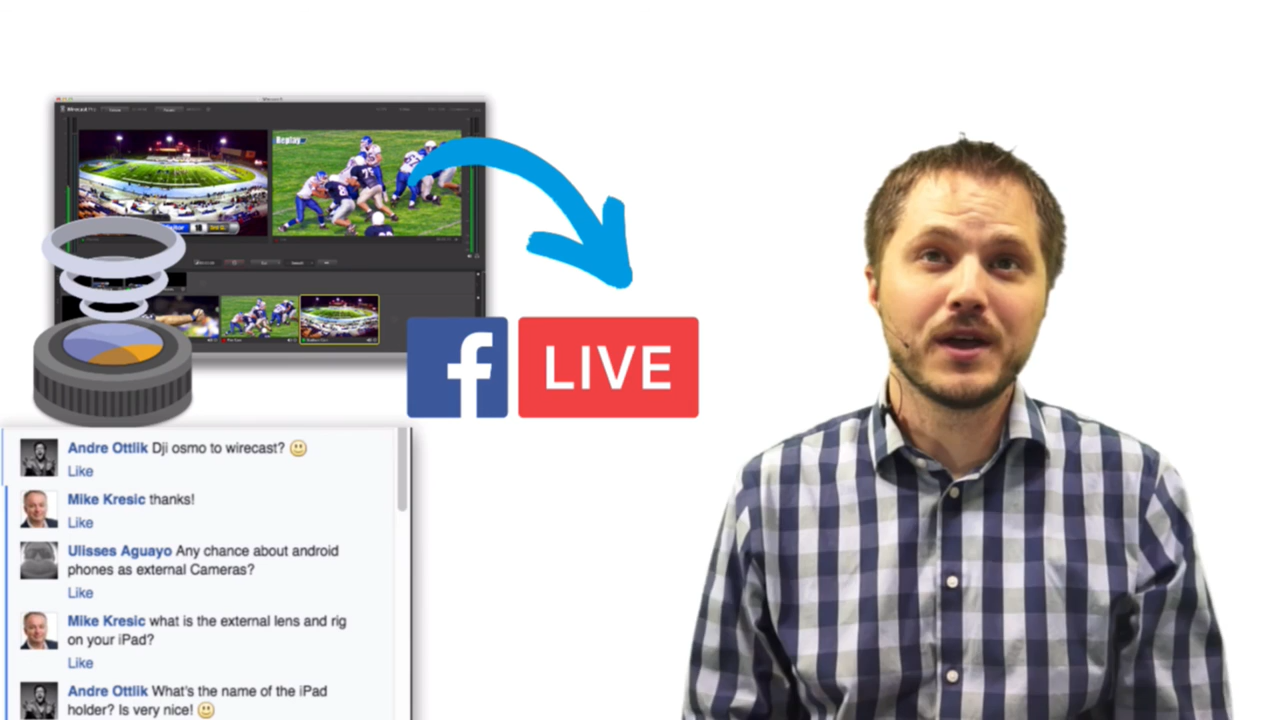 Replay
f LIVE
Andre Ottlik Dji osmo to wirecast? 🙂
Like
Mike Kresic thanks!
Like
Ulisses Aguayo Any chance about android
phones as external Cameras?
Like
Mike Kresic what is the external lens and rig
on your iPad?
Like
Andre Ottlik What's the name of the iPad
holder? Is very nice! 🙂